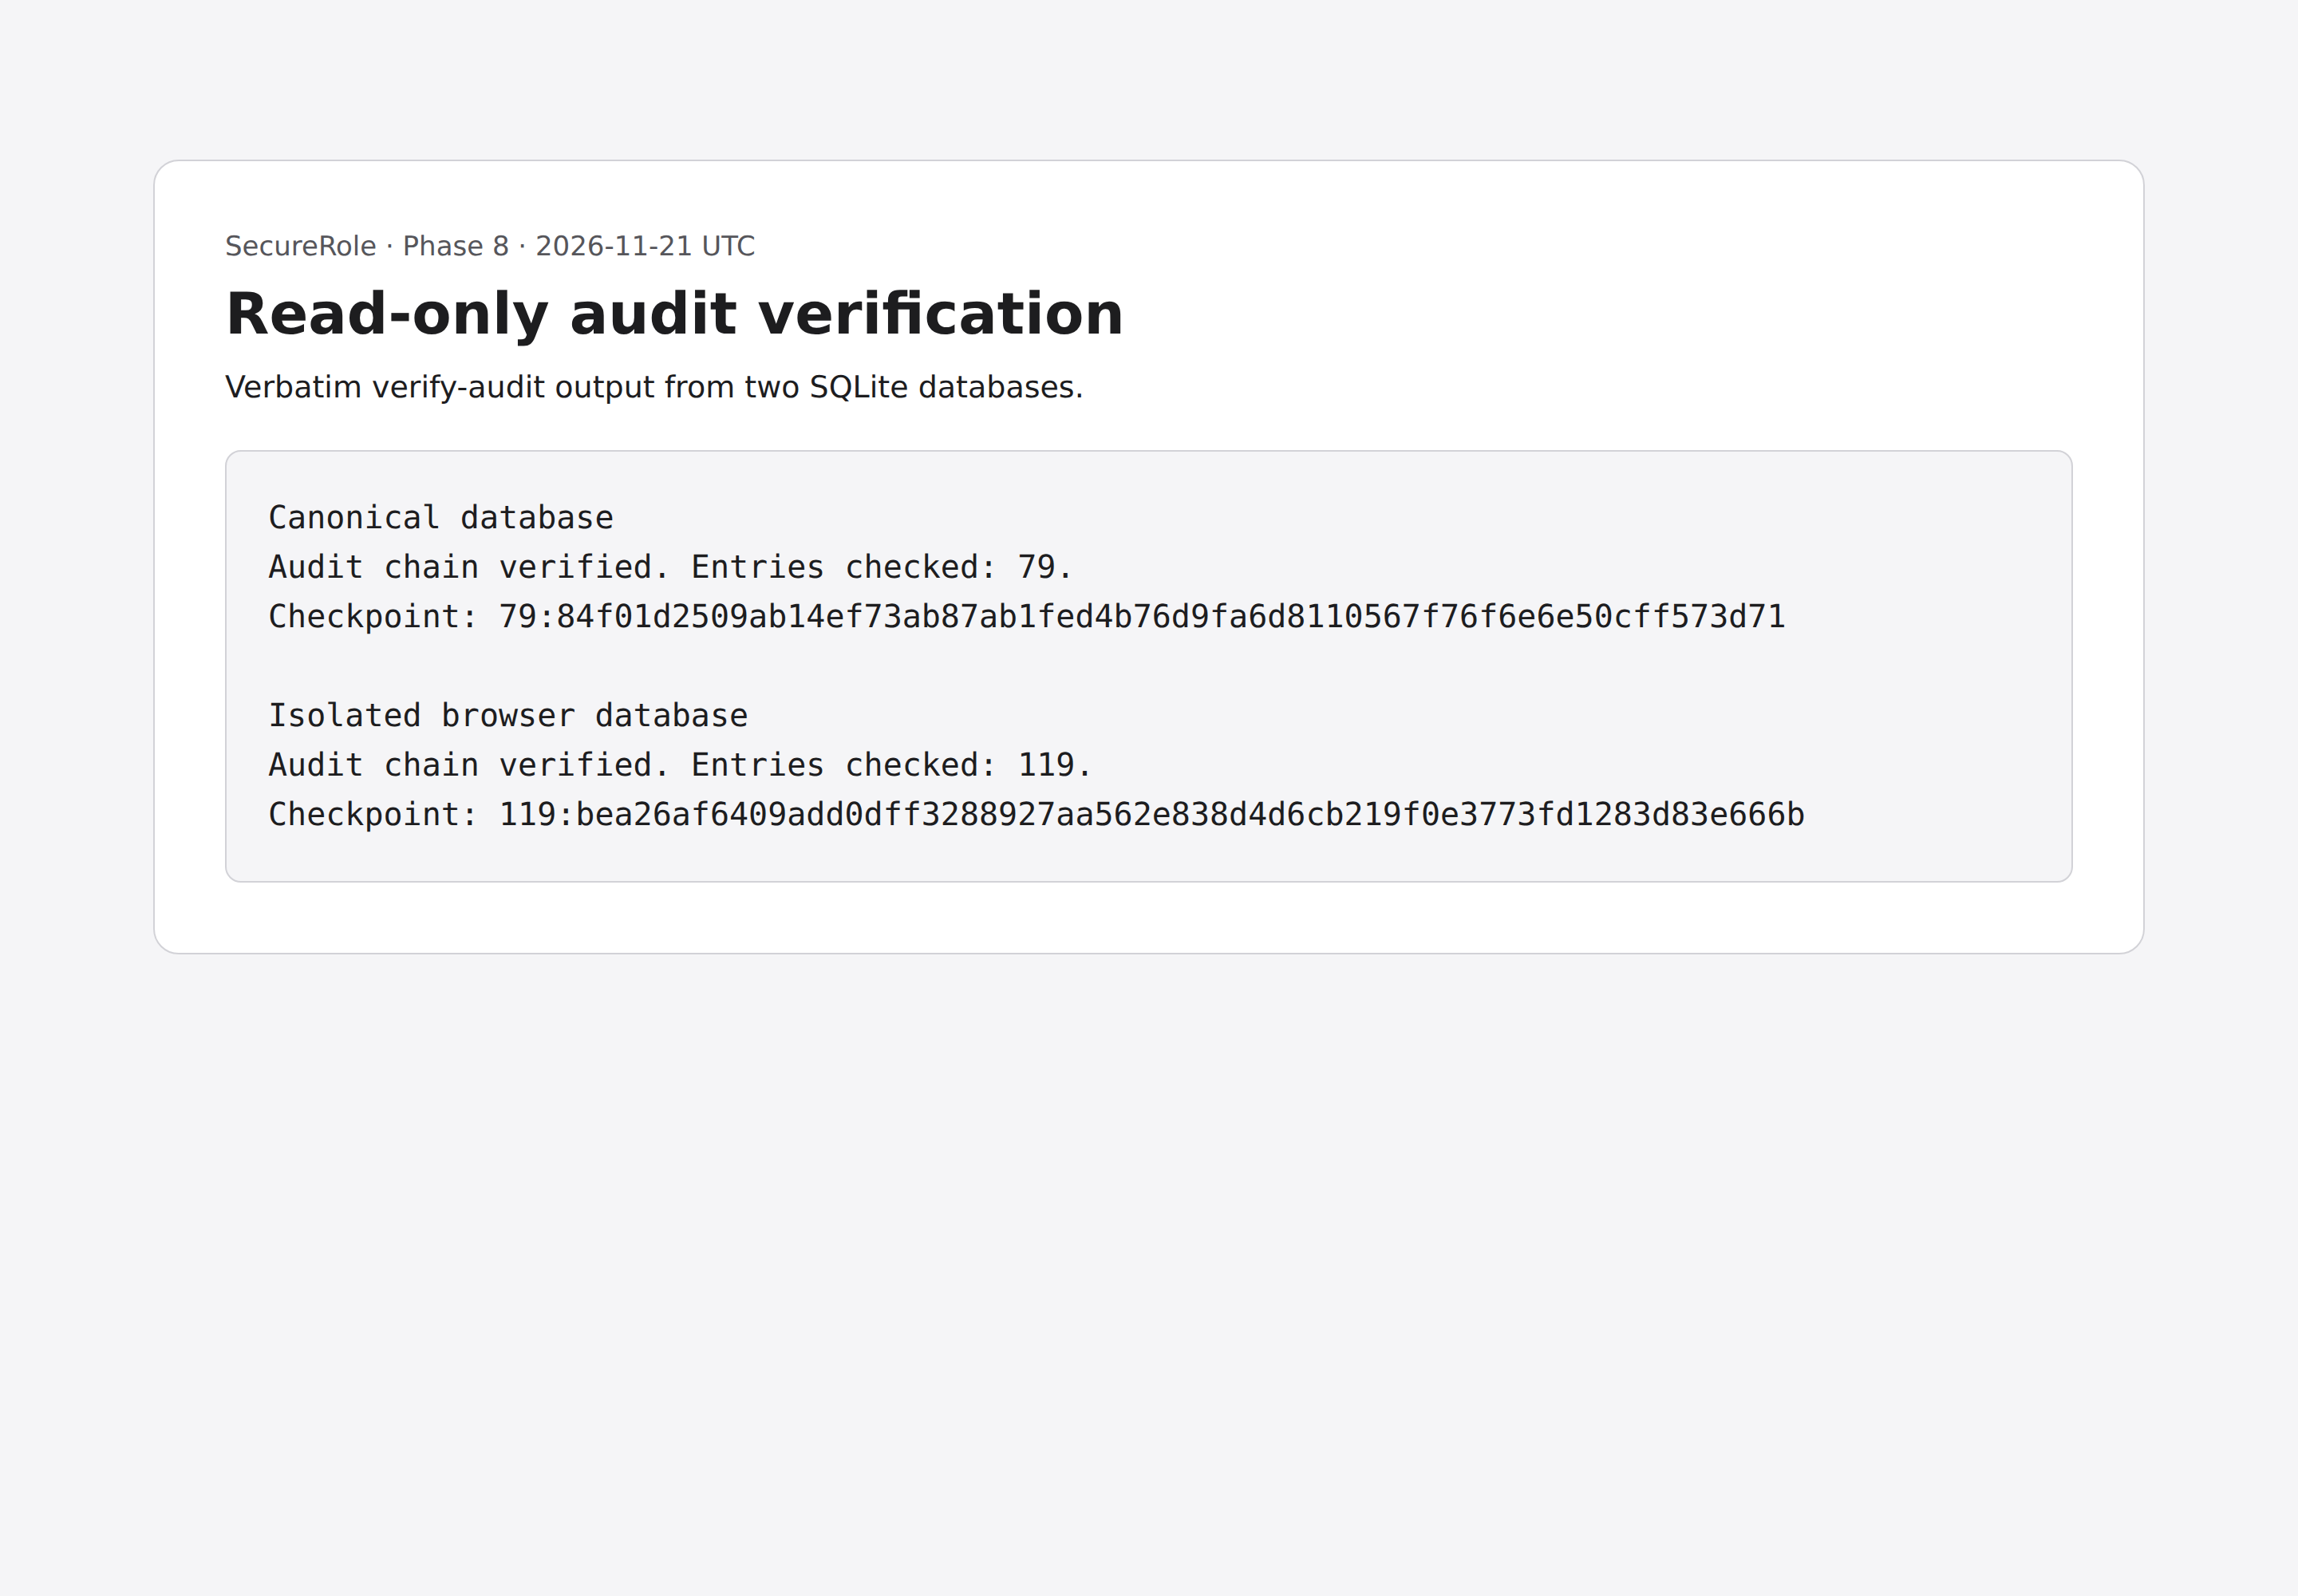 SecureRole · Phase 8 · 2026-11-21 UTC
Read-only audit verification
Verbatim verify-audit output from two SQLite databases.
Canonical database
Audit chain verified. Entries checked: 79.
Checkpoint: 79:84f01d2509ab14ef73ab87ab1fed4b76d9fa6d8110567f76f6e6e50cff573d71
Isolated browser database
Audit chain verified. Entries checked: 119.
Checkpoint: 119:bea26af6409add0dff3288927aa562e838d4d6cb219f0e3773fd1283d83e666b